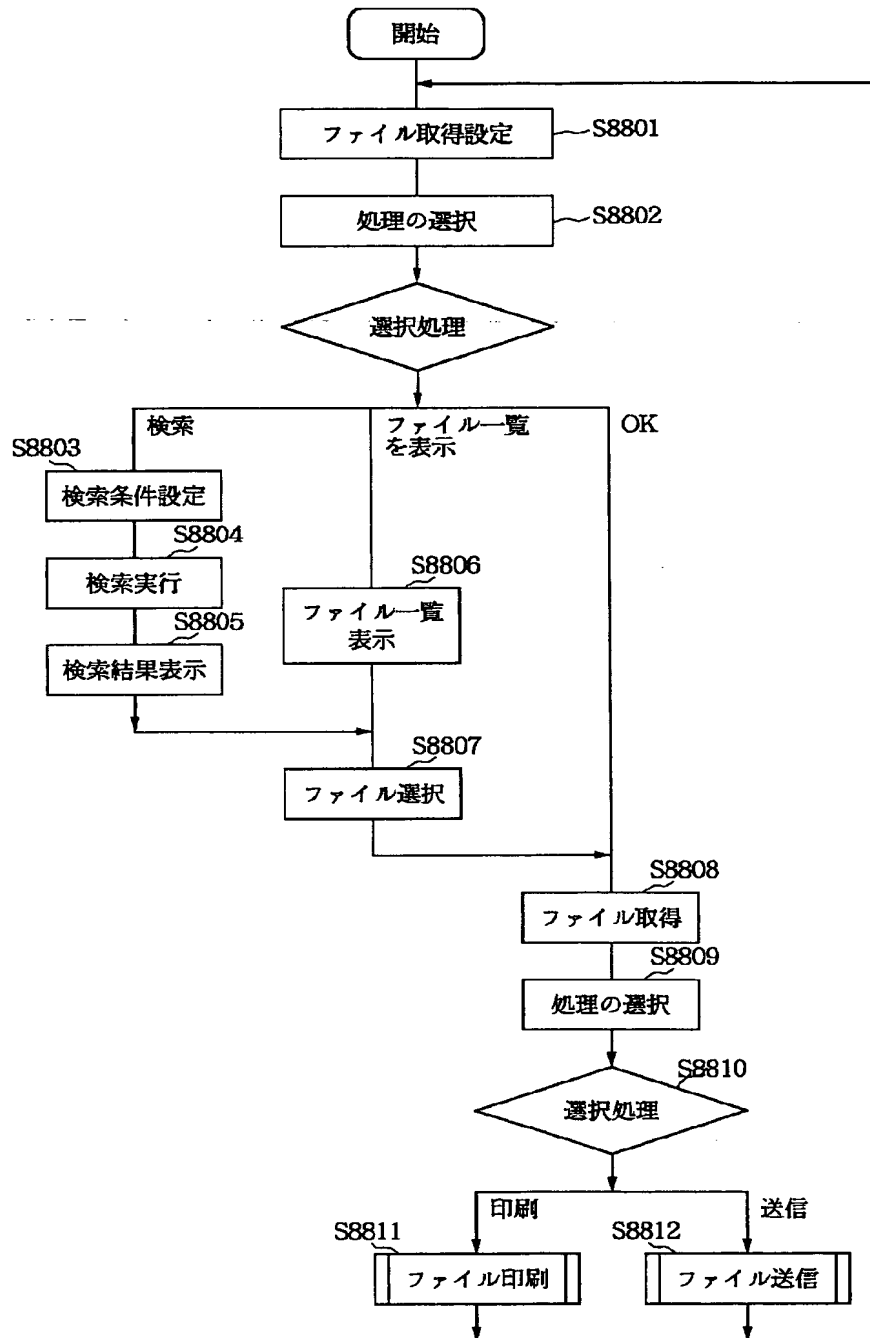 開始
ファイル取得設定
S8801
処理の選択
S8802
選択処理
検索
ファイル一覧
を表示
OK
S8803
検索条件設定
S8804
検索実行
S8805
検索結果表示
S8806
ファイル一覧
表示
S8807
ファイル選択
S8808
ファイル取得
S8809
処理の選択
S8810
選択処理
印刷
送信
S8811
ファイル印刷
S8812
ファイル送信